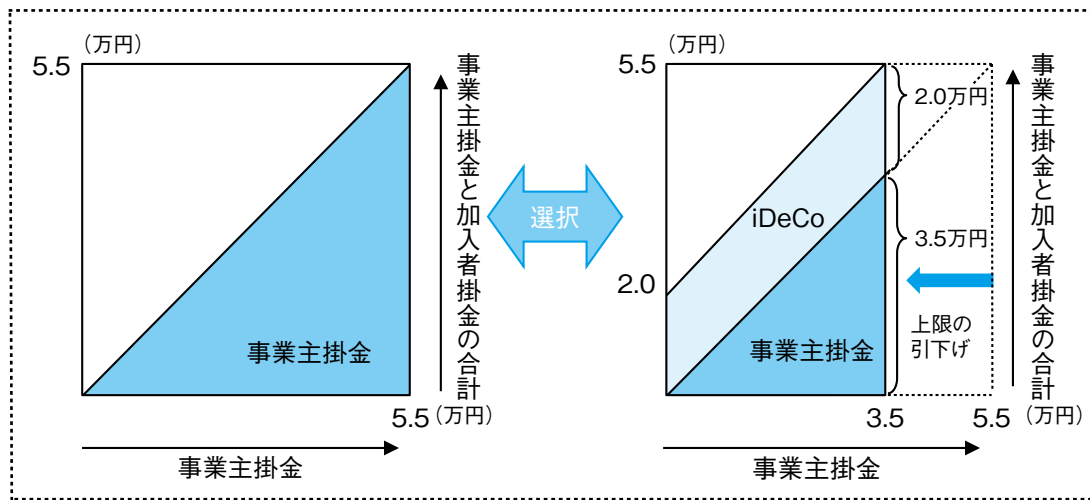 （万円）
5.5
事業主掛金と加入者掛金の合計
事業主掛金
5.5（万円）
事業主掛金
選択
（万円）
5.5
2.0万円
事業主掛金と加入者掛金の合計
iDeCo
3.5万円
2.0
上限の
引下げ
事業主掛金
3.5
5.5（万円）
事業主掛金